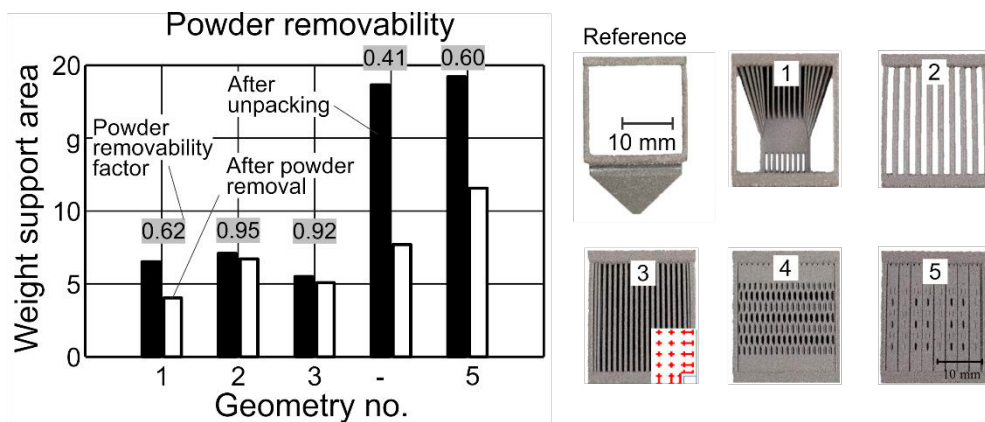 Powder removability
Weight support area
20
g
10
5
0
0.62
0.95
0.92
0.41
0.60
Powder
removability
factor
After
unpacking
After powder
removal
1
2
3
-
5
Geometry no.
Reference
10 mm
1
2
3
4
5
10 mm